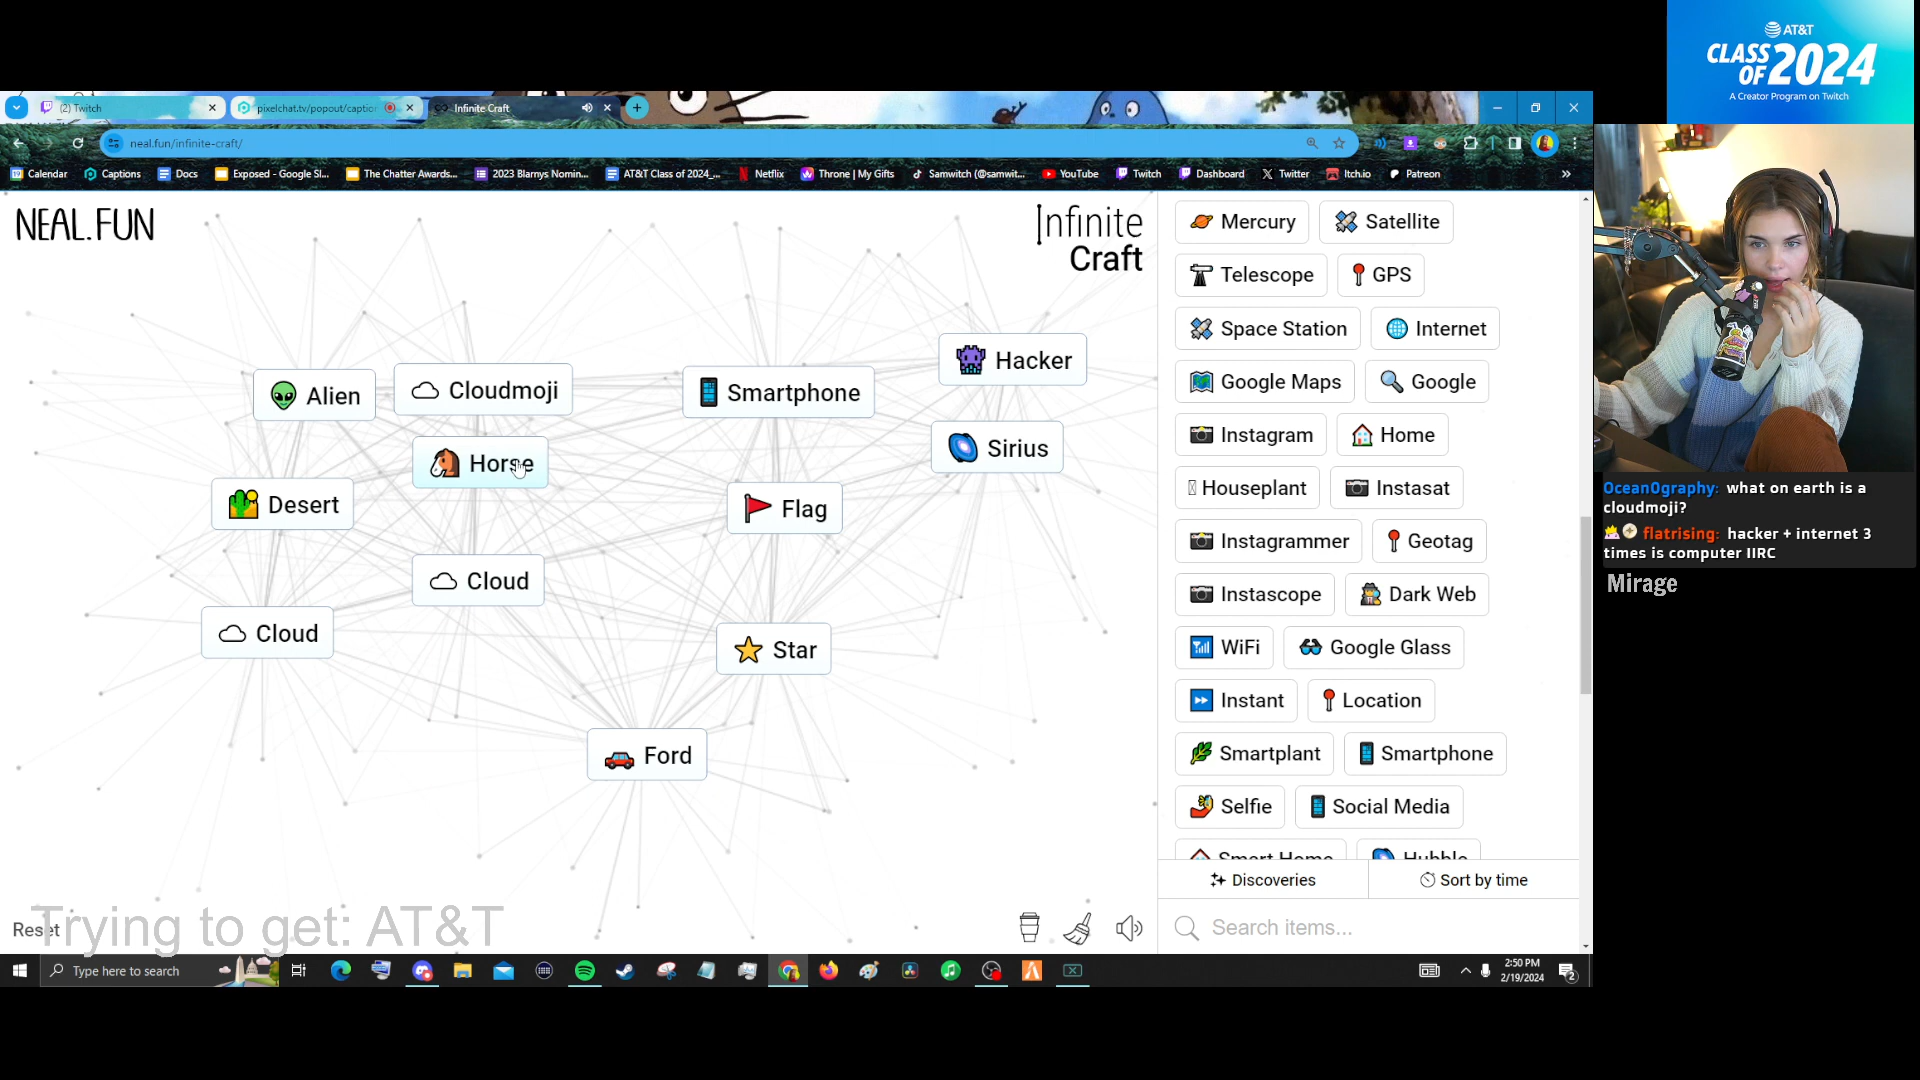 AT&T
CLASS
OF 2024
A Creator Program on Twitch
(2) Twitch
pixelchat.tv/popout/captio
Infinite Craft
neal.fun/infinite-craft/
Calendar
Captions
Docs
Exposed - Google Sl...
The Chatter Awards...
2023 Blarnys Nomin...
AT&T Class of 2024_...
Netflix
Throne | My Gifts
Samwitch (@samwit...
YouTube
Twitch
Dashboard
Twitter
Itch.io
Patreon
NEAL.FUN
Infinite
Craft
Alien
Cloudmoji
Smartphone
Hacker
Horse
Sirius
Desert
Flag
Cloud
Cloud
Star
Ford
Mercury
Satellite
Telescope
GPS
Space Station
Internet
Google Maps
Google
Instagram
Home
Houseplant
Instasat
Instagrammer
Geotag
Instascope
Dark Web
WiFi
Google Glass
Instant
Location
Smartplant
Smartphone
Selfie
Social Media
Smart Home
Hubble
Discoveries
Sort by time
Search items...
Reset
Trying to get: AT&T
Type here to search
2:50 PM
2/19/2024
2
OceanOgraphy: what on earth is a
cloudmoji?
flatrising: hacker + internet 3
times is computer IIRC
Mirage